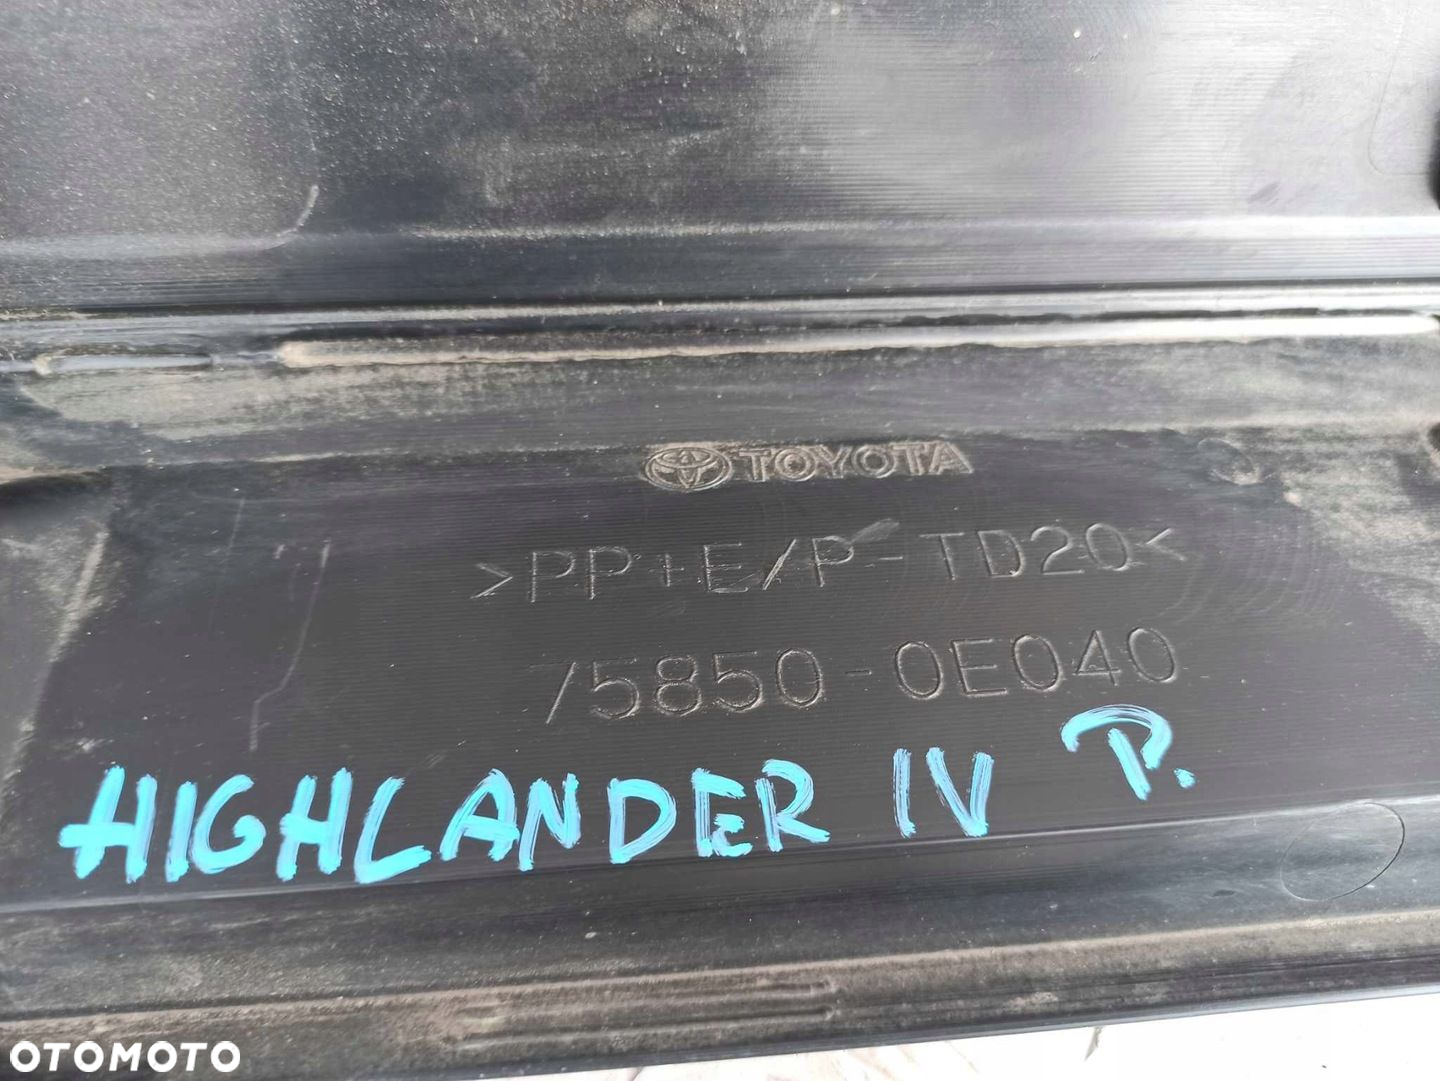 TOYOTA
>PP+E/P-TD20<
75850-0E040
HIGHLANDER IV P.
OTOMOTO